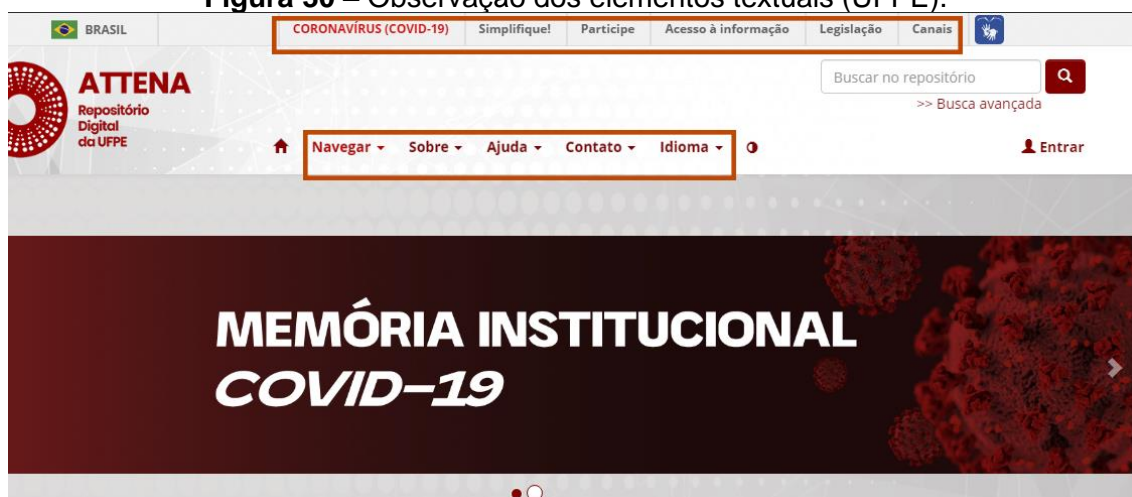 Figura 50 – Observação dos elementos textuais (UFPE).
BRASIL CORONAVÍRUS (COVID-19) Simplifique! Participe Acesso à informação Legislação Canais
ATTENA
Repositório
Digital
da UFPE
Buscar no repositório
>> Busca avançada
Navegar Sobre Ajuda Contato Idioma Entrar
MEMÓRIA INSTITUCIONAL
COVID-19